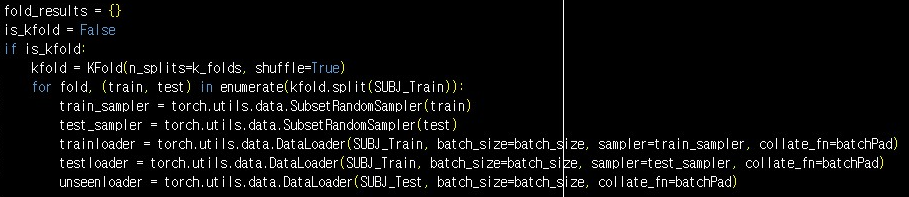 fold_results = {}
is_kfold = False
if is_kfold:
    kfold = KFold(n_splits=k_folds, shuffle=True)
    for fold, (train, test) in enumerate(kfold.split(SUBJ_Train)):
        train_sampler = torch.utils.data.SubsetRandomSampler(train)
        test_sampler = torch.utils.data.SubsetRandomSampler(test)
        trainloader = torch.utils.data.DataLoader(SUBJ_Train, batch_size=batch_size, sampler=train_sampler, collate_fn=batchPad)
        testloader = torch.utils.data.DataLoader(SUBJ_Train, batch_size=batch_size, sampler=test_sampler, collate_fn=batchPad)
        unseenloader = torch.utils.data.DataLoader(SUBJ_Test, batch_size=batch_size, collate_fn=batchPad)